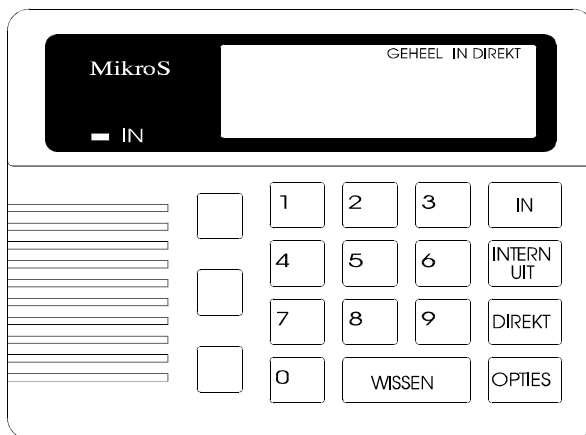 GEHEEL IN DIREKT
MikroS
IN
1 2 3 IN
4 5 6 INTERN
UIT
7 8 9 DIREKT
0 WISSEN OPTIES